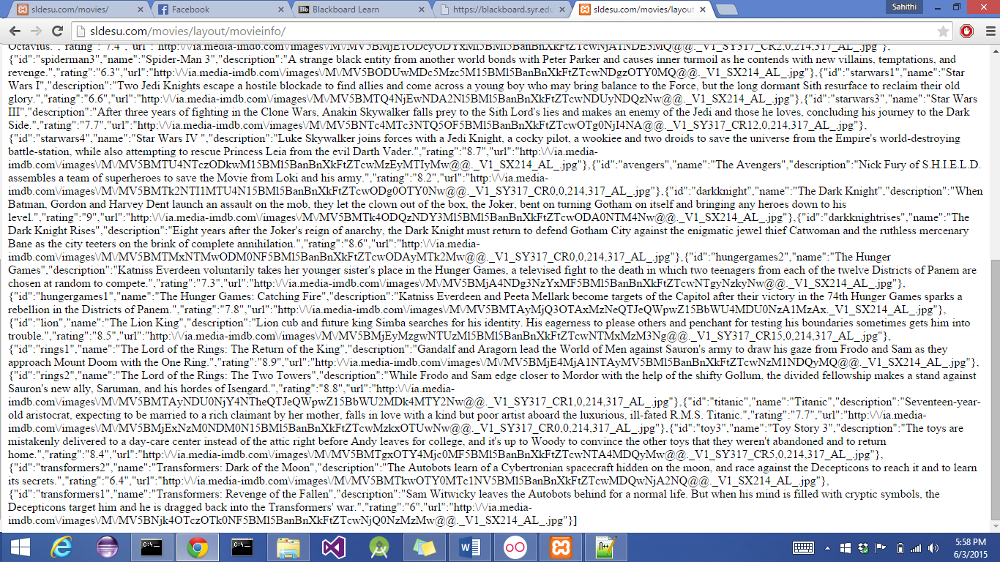 sldesu.com/movies/
Facebook
Blackboard Learn
https://blackboard.syr.edu
sldesu.com/movies/layout
Sahithi
sldesu.com/movies/layout/movieinfo/
{"id":"spiderman3","name":"Spider-Man 3","description":"A strange black entity from another world bonds with Peter Parker and causes inner turmoil as he contends with new villains, temptations, and
revenge.","rating":"6.3","url":"http:\/\/ia.media-imdb.com\/images\/M\/MV5BODUwMDc5Mzc5M15BMl5BanBnXkFtZTcwNDgzOTY0MQ@@._V1_SX214_AL_.jpg"},{"id":"starwars1","name":"Star
Wars I","description":"Two Jedi Knights escape a hostile blockade to find allies and come across a young boy who may bring balance to the Force, but the long dormant Sith resurface to reclaim their old
glory.","rating":"6.6","url":"http:\/\/ia.media-imdb.com\/images\/M\/MV5BMTQ4NjEwNDA2Nl5BMl5BanBnXkFtZTcwNDUyNDQzNw@@._V1_SX214_AL_.jpg"},{"id":"starwars3","name":"Star Wars
III","description":"After three years of fighting in the Clone Wars, Anakin Skywalker falls prey to the Sith Lord's lies and makes an enemy of the Jedi and those he loves, concluding his journey to the Dark
Side.","rating":"7.7","url":"http:\/\/ia.media-imdb.com\/images\/M\/MV5BNTc4MTc3NTQ5OF5BMl5BanBnXkFtZTcwOTg0NjI4NA@@._V1_SY317_CR12,0,214,317_AL_.jpg"},
{"id":"starwars4","name":"Star Wars IV ","description":"Luke Skywalker joins forces with a Jedi Knight, a cocky pilot, a wookiee and two droids to save the universe from the Empire's world-destroying
battle-station, while also attempting to rescue Princess Leia from the evil Darth Vader.","rating":"8.7","url":"http:\/\/ia.media-
imdb.com\/images\/M\/MV5BMTU4NTczODkwM15BMl5BanBnXkFtZTcwMzEyMTIyMw@@._V1_SX214_AL_.jpg"},{"id":"avengers","name":"The Avengers","description":"Nick Fury of S.H.I.E.L.D.
assembles a team of superheroes to save the Movie from Loki and his army.","rating":"8.2","url":"http:\/\/ia.media-
imdb.com\/images\/M\/MV5BMTk2NTI1MTU4N15BMl5BanBnXkFtZTcwODg0OTY0Nw@@._V1_SY317_CR0,0,214,317_AL_.jpg"},{"id":"darkknight","name":"The Dark Knight","description":"When
Batman, Gordon and Harvey Dent launch an assault on the mob, they let the clown out of the box, the Joker, bent on turning Gotham on itself and bringing any heroes down to his
level.","rating":"9","url":"http:\/\/ia.media-imdb.com\/images\/M\/MV5BMTk4ODQzNDY3Ml5BMl5BanBnXkFtZTcwODA0NTM4Nw@@._V1_SX214_AL_.jpg"},{"id":"darkknightrises","name":"The
Dark Knight Rises","description":"Eight years after the Joker's reign of anarchy, the Dark Knight must return to defend Gotham City against the enigmatic jewel thief Catwoman and the ruthless mercenary
Bane as the city teeters on the brink of complete annihilation.","rating":"8.6","url":"http:\/\/ia.media-
imdb.com\/images\/M\/MV5BMTMxNTMwODM0NF5BMl5BanBnXkFtZTcwODAyMTk2Mw@@._V1_SY317_CR0,0,214,317_AL_.jpg"},{"id":"hungergames2","name":"The Hunger
Games","description":"Katniss Everdeen voluntarily takes her younger sister's place in the Hunger Games, a televised fight to the death in which two teenagers from each of the twelve Districts of Panem are
chosen at random to compete.","rating":"7.3","url":"http:\/\/ia.media-imdb.com\/images\/M\/MV5BMjA4NDg3NzYxMF5BMl5BanBnXkFtZTcwNTgyNzkyNw@@._V1_SX214_AL_.jpg"},
{"id":"hungergames1","name":"The Hunger Games: Catching Fire","description":"Katniss Everdeen and Peeta Mellark become targets of the Capitol after their victory in the 74th Hunger Games sparks a
rebellion in the Districts of Panem.","rating":"7.8","url":"http:\/\/ia.media-imdb.com\/images\/M\/MV5BMTAyMjQ3OTAxMzNeQTJeQWpwZ15BbWU4MDU0NzA1MzAx._V1_SX214_AL_.jpg"},
{"id":"lion","name":"The Lion King","description":"Lion cub and future king Simba searches for his identity. His eagerness to please others and penchant for testing his boundaries sometimes gets him into
trouble.","rating":"8.5","url":"http:\/\/ia.media-imdb.com\/images\/M\/MV5BMjEyMzgwNTUzMl5BMl5BanBnXkFtZTcwNTMxMzM3Ng@@._V1_SY317_CR15,0,214,317_AL_.jpg"},
{"id":"rings1","name":"The Lord of the Rings: The Return of the King","description":"Gandalf and Aragorn lead the World of Men against Sauron's army to draw his gaze from Frodo and Sam as they
approach Mount Doom with the One Ring.","rating":"8.9","url":"http:\/\/ia.media-imdb.com\/images\/M\/MV5BMjE4MjA1NTAyMV5BMl5BanBnXkFtZTcwNzM1NDQyMQ@@._V1_SX214_AL_.jpg"},
{"id":"rings2","name":"The Lord of the Rings: The Two Towers","description":"While Frodo and Sam edge closer to Mordor with the help of the shifty Gollum, the divided fellowship makes a stand against
Sauron's new ally, Saruman, and his hordes of Isengard.","rating":"8.8","url":"http:\/\/ia.media-
imdb.com\/images\/M\/MV5BMTAyNDU0NjY4NTheQTJeQWpwZ15BbWU2MDk4MTY2Nw@@._V1_SY317_CR1,0,214,317_AL_.jpg"},{"id":"titanic","name":"Titanic","description":"Seventeen-year-
old aristocrat, expecting to be married to a rich claimant by her mother, falls in love with a kind but poor artist aboard the luxurious, ill-fated R.M.S. Titanic.","rating":"7.7","url":"http:\/\/ia.media-
imdb.com\/images\/M\/MV5BMjExNzM0NDM0N15BMl5BanBnXkFtZTcwMzkxOTUwNw@@._V1_SY317_CR0,0,214,317_AL_.jpg"},{"id":"toy3","name":"Toy Story 3","description":"The toys are
mistakenly delivered to a day-care center instead of the attic right before Andy leaves for college, and it's up to Woody to convince the other toys that they weren't abandoned and to return
home.","rating":"8.4","url":"http:\/\/ia.media-imdb.com\/images\/M\/MV5BMTgxOTY4Mjc0MF5BMl5BanBnXkFtZTcwNTA4MDQyMw@@._V1_SY317_CR5,0,214,317_AL_.jpg"},
{"id":"transformers2","name":"Transformers: Dark of the Moon","description":"The Autobots learn of a Cybertronian spacecraft hidden on the moon, and race against the Decepticons to reach it and to learn
its secrets.","rating":"6.4","url":"http:\/\/ia.media-imdb.com\/images\/M\/MV5BMTkwOTY0MTc1NV5BMl5BanBnXkFtZTcwMDQwNjA2NQ@@._V1_SX214_AL_.jpg"},
{"id":"transformers1","name":"Transformers: Revenge of the Fallen","description":"Sam Witwicky leaves the Autobots behind for a normal life. But when his mind is filled with cryptic symbols, the
Decepticons target him and he is dragged back into the Transformers' war.","rating":"6","url":"http:\/\/ia.media-
imdb.com\/images\/M\/MV5BNjk4OTczOTk0NF5BMl5BanBnXkFtZTcwNjQ0NzMzMw@@._V1_SX214_AL_.jpg"}]
5:58 PM
6/3/2015